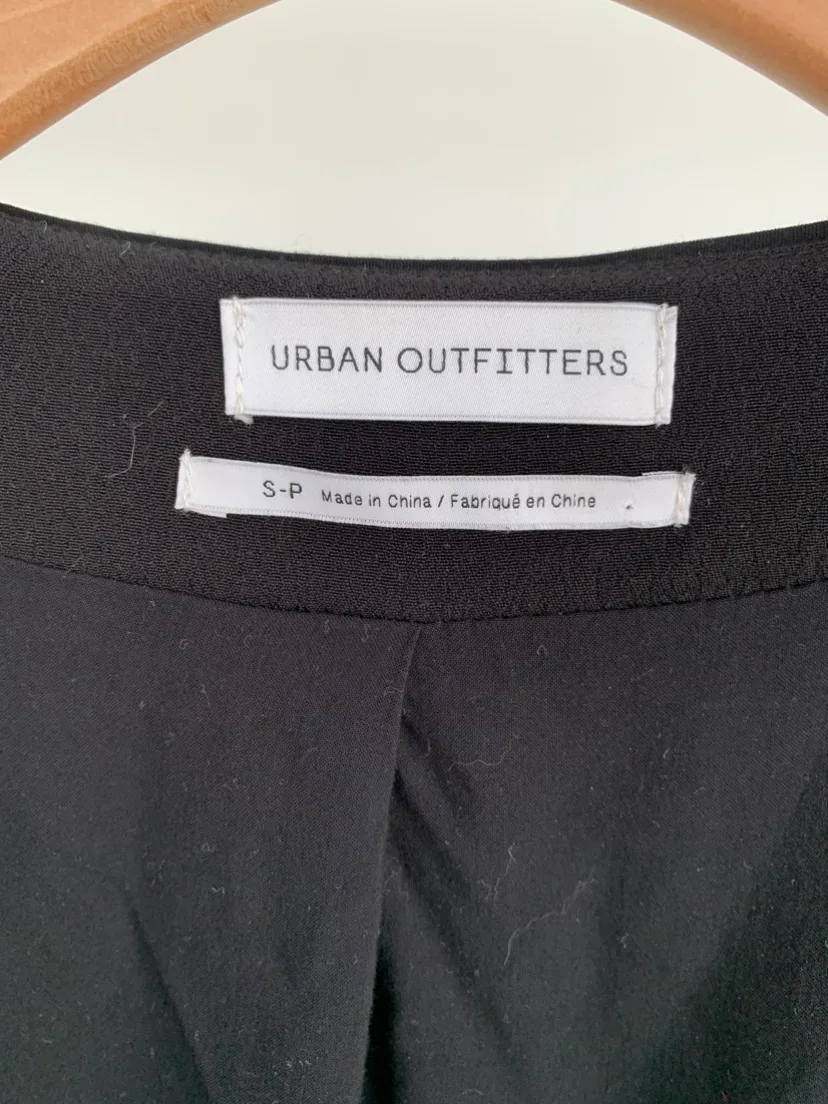 URBAN OUTFITTERS
S-P Made in China / Fabriqué en Chine